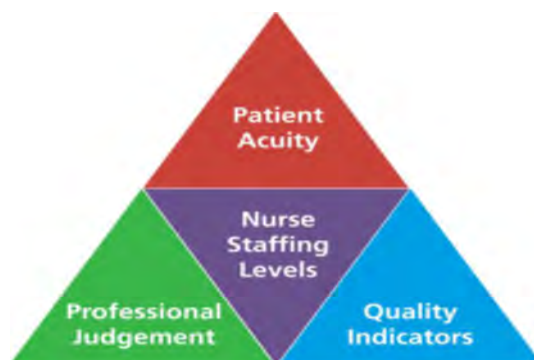 Patient
Acuity
Nurse
Staffing
Levels
Professional
Judgement
Quality
Indicators